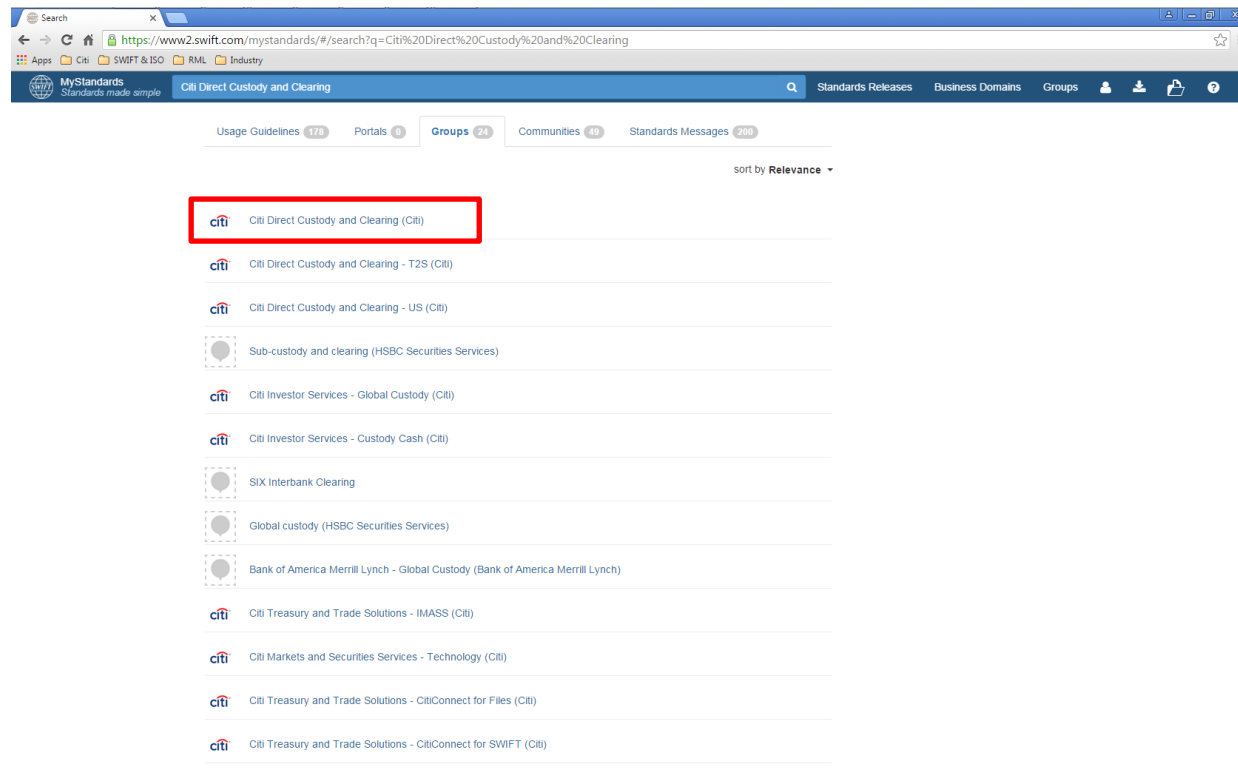 Search
https://www2.swift.com/mystandards/#/search?q=Citi%20Direct%20Custody%20and%20Clearing
Apps Citi SWIFT & ISO RML Industry
SWIFT MyStandards Standards made simple Citi Direct Custody and Clearing Standards Releases Business Domains Groups
Usage Guidelines 178 Portals 0 Groups 24 Communities 49 Standards Messages 200
sort by Relevance
citi Citi Direct Custody and Clearing (Citi)
citi Citi Direct Custody and Clearing - T2S (Citi)
citi Citi Direct Custody and Clearing - US (Citi)
Sub-custody and clearing (HSBC Securities Services)
citi Citi Investor Services - Global Custody (Citi)
citi Citi Investor Services - Custody Cash (Citi)
SIX Interbank Clearing
Global custody (HSBC Securities Services)
Bank of America Merrill Lynch - Global Custody (Bank of America Merrill Lynch)
citi Citi Treasury and Trade Solutions - IMASS (Citi)
citi Citi Markets and Securities Services - Technology (Citi)
citi Citi Treasury and Trade Solutions - CitiConnect for Files (Citi)
citi Citi Treasury and Trade Solutions - CitiConnect for SWIFT (Citi)